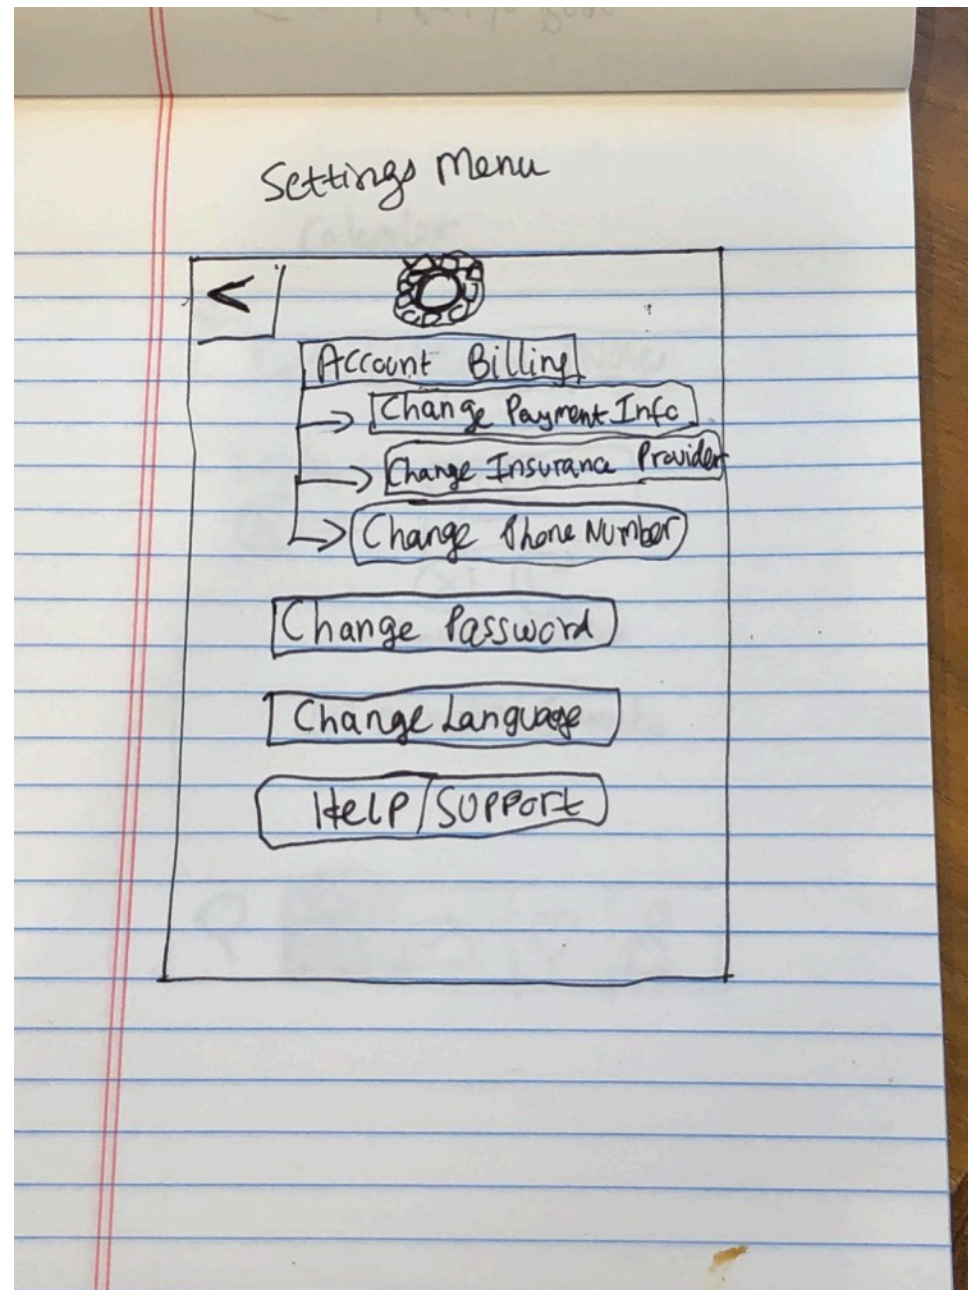 Settings Menu
<
Account Billing
Change Payment Info
Change Insurance Provider
Change Phone Number
Change Password
Change Language
Help/Support